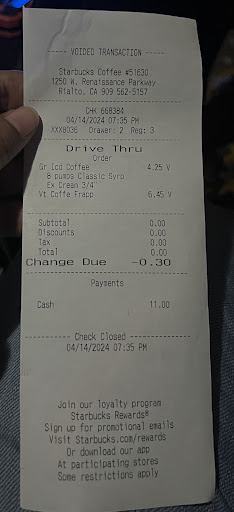 ----- VOIDED TRANSACTION -----
Starbucks Coffee #51630
1250 W. Renaissance Parkway
Rialto, CA 909 562-5157
CHK 668384
04/14/2024 07:35 PM
XXX8036 Drawer: 2 Reg: 3
Drive Thru
Order
Gr Icd Coffee 4.25 V
8 pumps Classic Syro
Ex Cream 3/4"
Vt Coffe Frapp 6.45 V
Subtotal 0.00
Discounts 0.00
Tax 0.00
Total 0.00
Change Due -0.30
Payments
Cash 11.00
---------- Check Closed ----------
04/14/2024 07:35 PM
Join our loyalty program
Starbucks Rewards®
Sign up for promotional emails
Visit Starbucks.com/rewards
Or download our app
At participating stores
Some restrictions apply